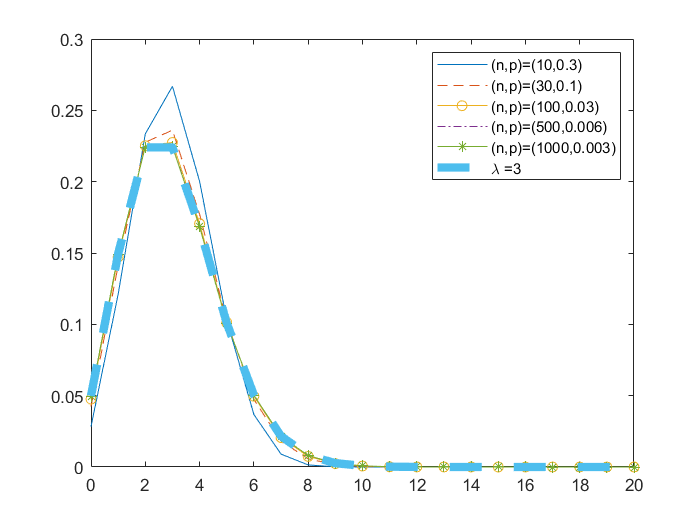 0.3
0.25
0.2
0.15
0.1
0.05
0
0 2 4 6 8 10 12 14 16 18 20
(n,p)=(10,0.3)
(n,p)=(30,0.1)
(n,p)=(100,0.03)
(n,p)=(500,0.006)
(n,p)=(1000,0.003)
λ =3